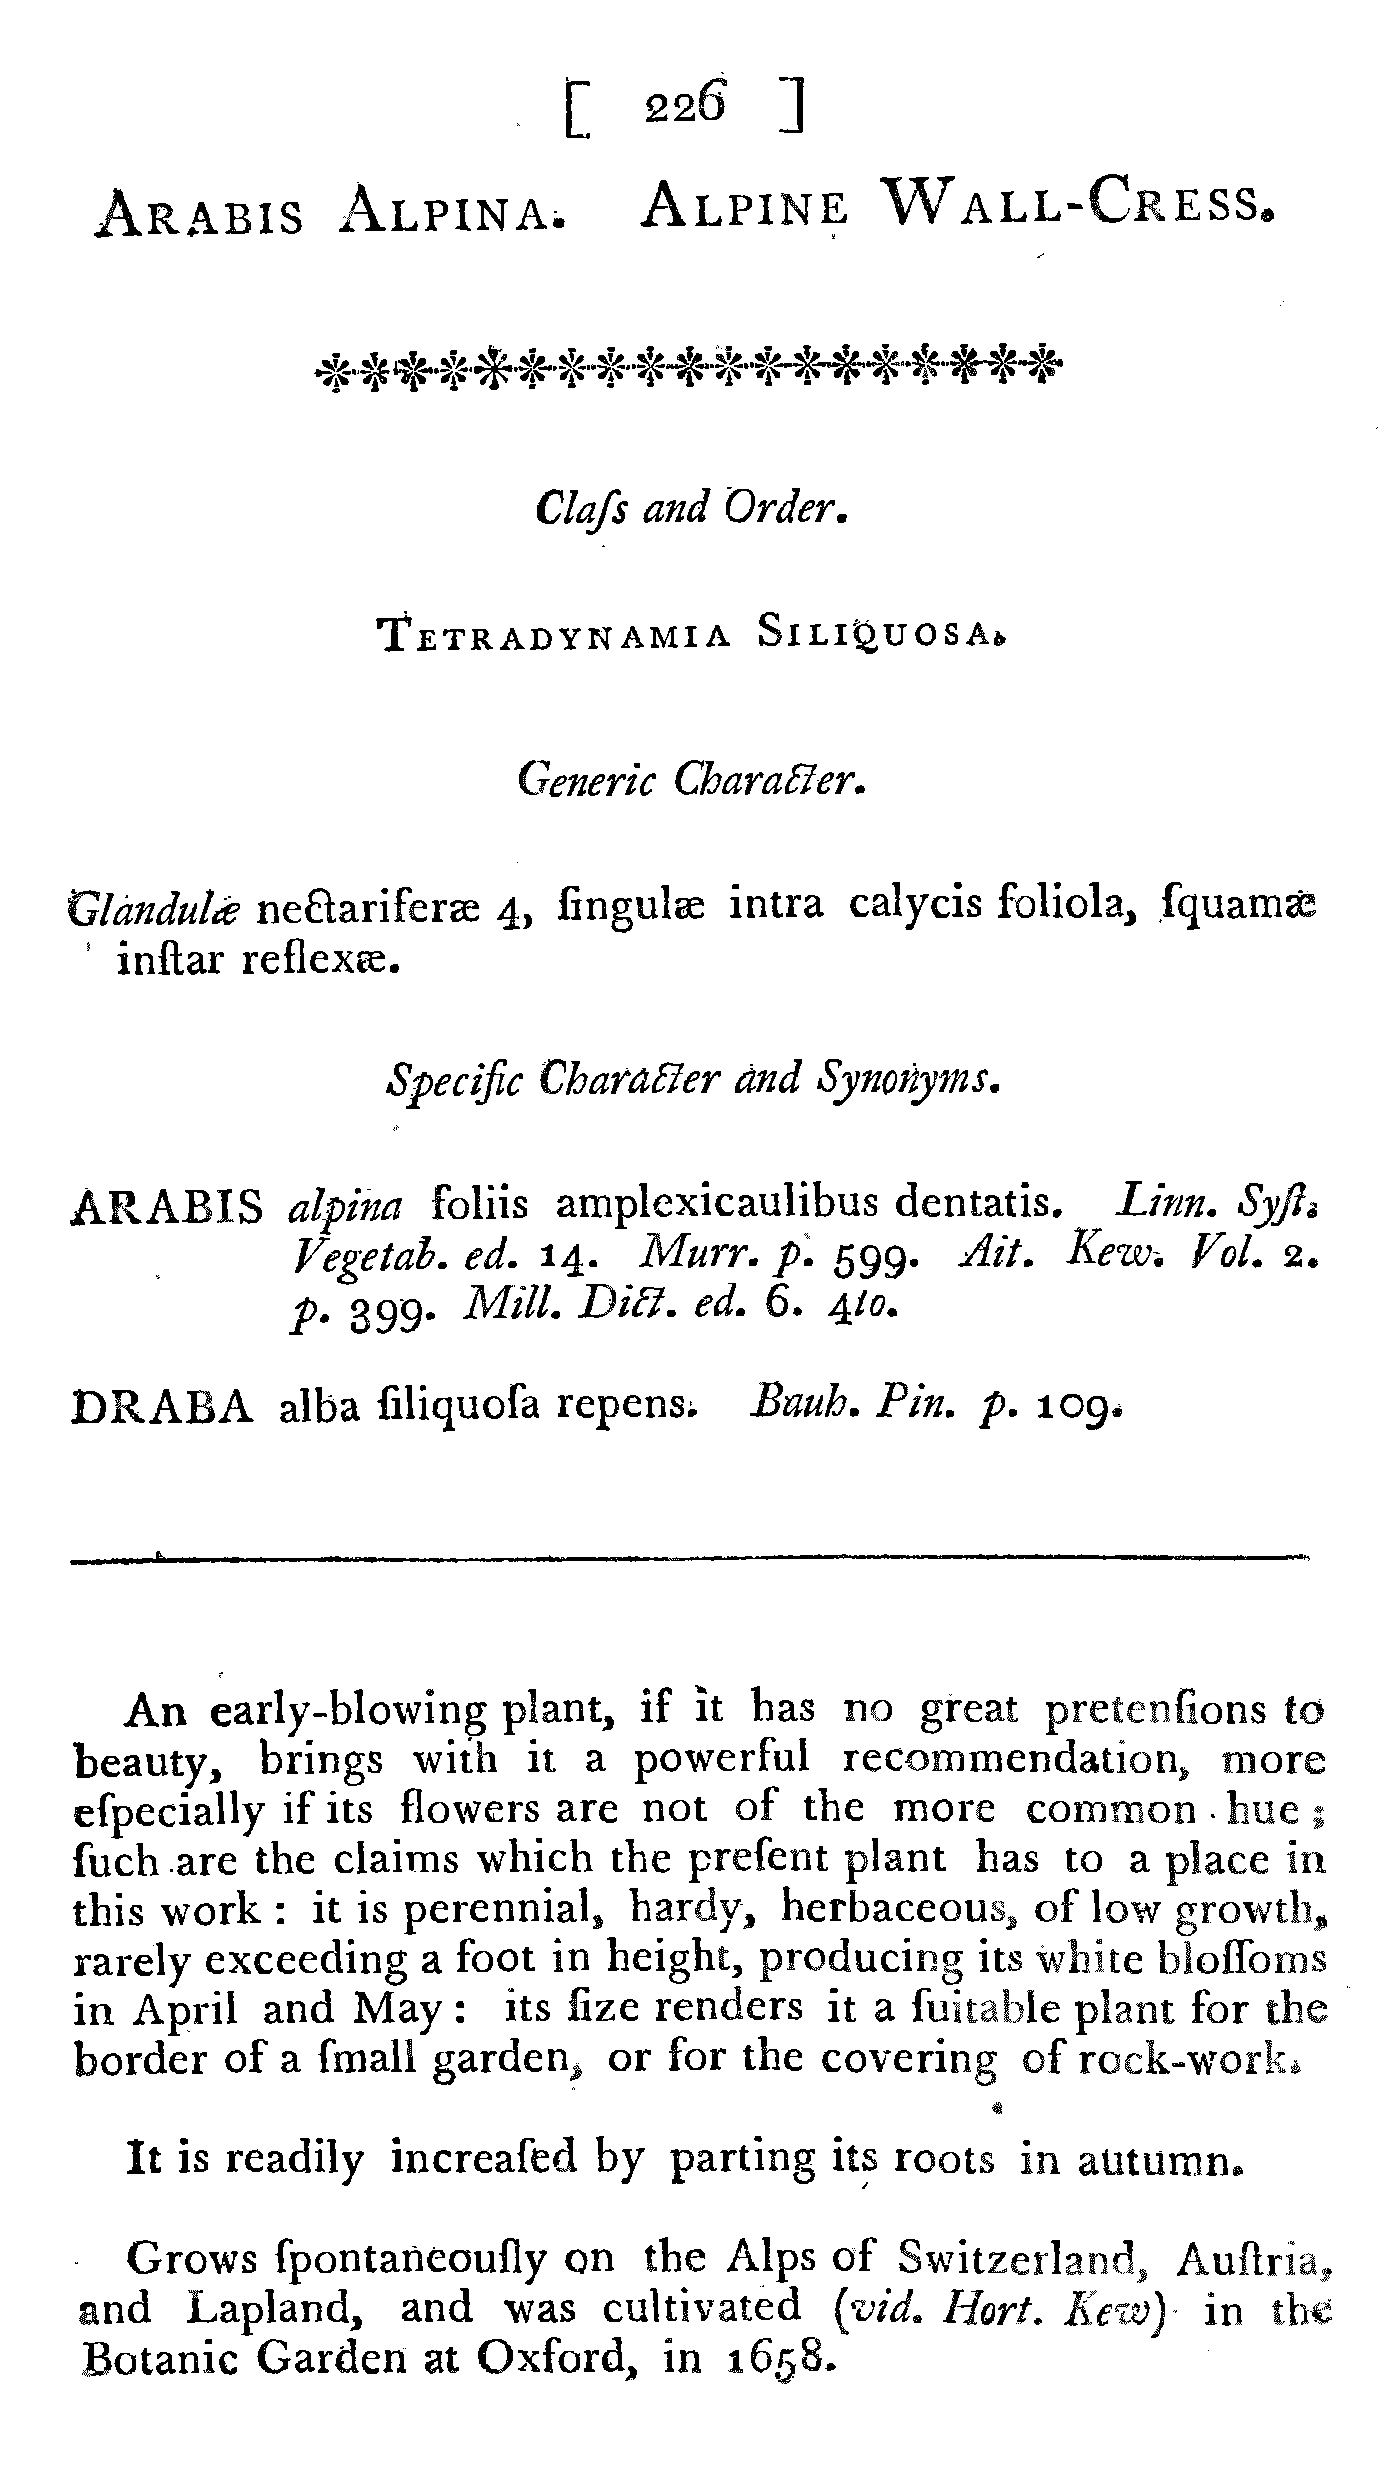 [ 226 ]
Arabis Alpina. Alpine Wall-Cress.
Claſs and Order.
Tetradynamia Siliquosa.
Generic Character.
Glandulæ nectariferæ 4, ſingulæ intra calycis foliola, ſquamæ
inſtar reflexæ.
Specific Character and Synonyms.
ARABIS alpina foliis amplexicaulibus dentatis. Linn. Syſt.
Vegetab. ed. 14. Murr. p. 599. Ait. Kew. Vol. 2.
p. 399. Mill. Dict. ed. 6. 4to.
DRABA alba ſiliquoſa repens. Bauh. Pin. p. 109.
An early-blowing plant, if it has no great pretenſions to
beauty, brings with it a powerful recommendation, more
eſpecially if its flowers are not of the more common hue ;
ſuch are the claims which the preſent plant has to a place in
this work : it is perennial, hardy, herbaceous, of low growth,
rarely exceeding a foot in height, producing its white bloſſoms
in April and May : its ſize renders it a ſuitable plant for the
border of a ſmall garden, or for the covering of rock-work.
It is readily increaſed by parting its roots in autumn.
Grows ſpontaneouſly on the Alps of Switzerland, Auſtria,
and Lapland, and was cultivated (vid. Hort. Kew) in the
Botanic Garden at Oxford, in 1658.